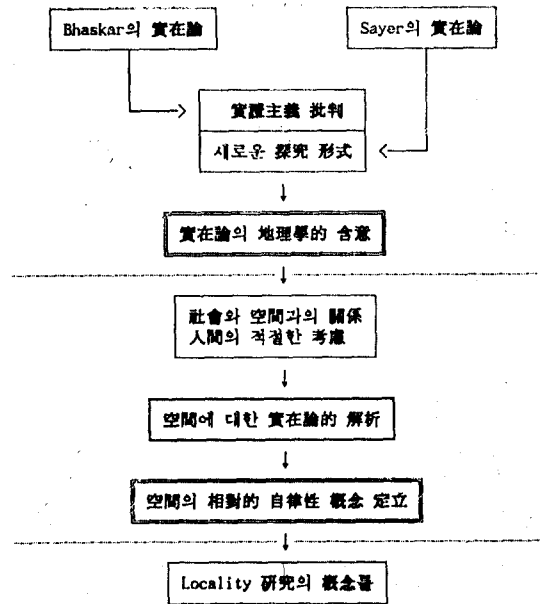 Bhaskar의 實在論
Sayer의 實在論
實證主義 批判
새로운 探究 形式
實在論의 地理學的 含意
社會와 空間과의 關係
人間의 적절한 考慮
空間에 대한 實在論的 解析
空間의 相對的 自律性 概念 定立
Locality 硏究의 概念틀